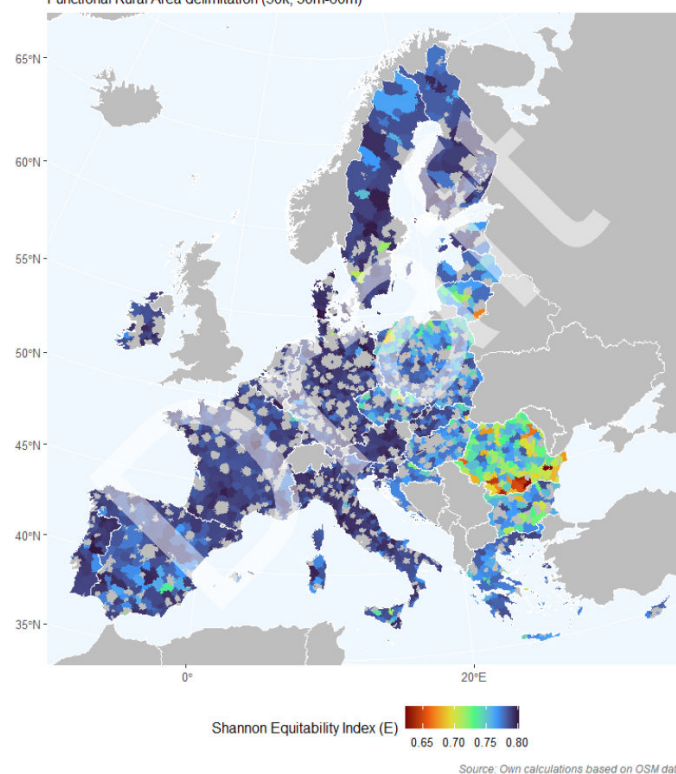 Functional Rural Area delimitation (50k, 30m-60m)
65°N
60°N
55°N
50°N
45°N
40°N
35°N
0°
20°E
Draft
Shannon Equitability Index (E)
0.65 0.70 0.75 0.80
Source: Own calculations based on OSM dat